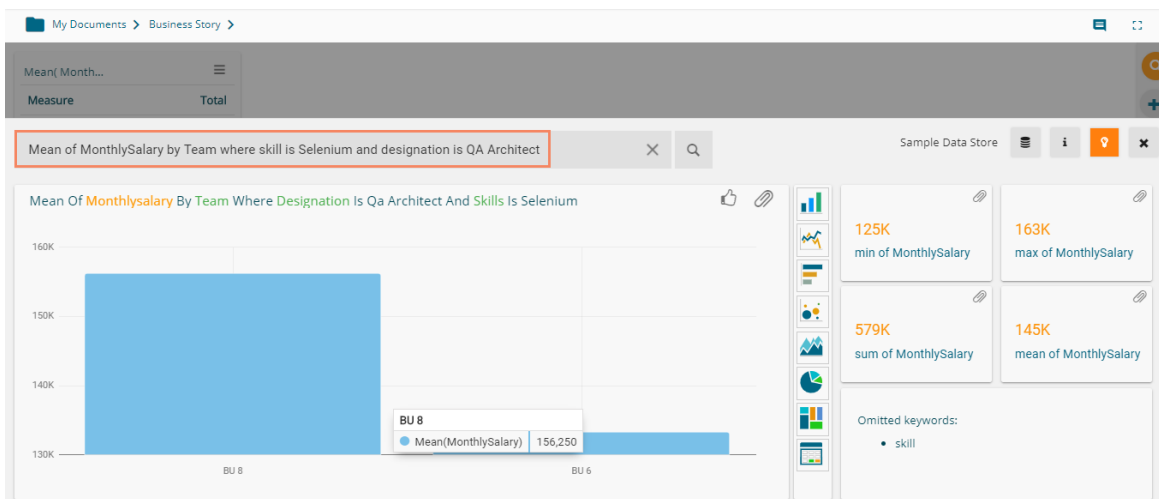 My Documents > Business Story >
Mean( Month...
Measure Total
Mean of MonthlySalary by Team where skill is Selenium and designation is QA Architect
Sample Data Store
Mean Of Monthlysalary By Team Where Designation Is Qa Architect And Skills Is Selenium
160K
150K
140K
130K
BU 8
Mean(MonthlySalary) 156,250
BU 8
BU 6
125K
min of MonthlySalary
163K
max of MonthlySalary
579K
sum of MonthlySalary
145K
mean of MonthlySalary
Omitted keywords:
• skill